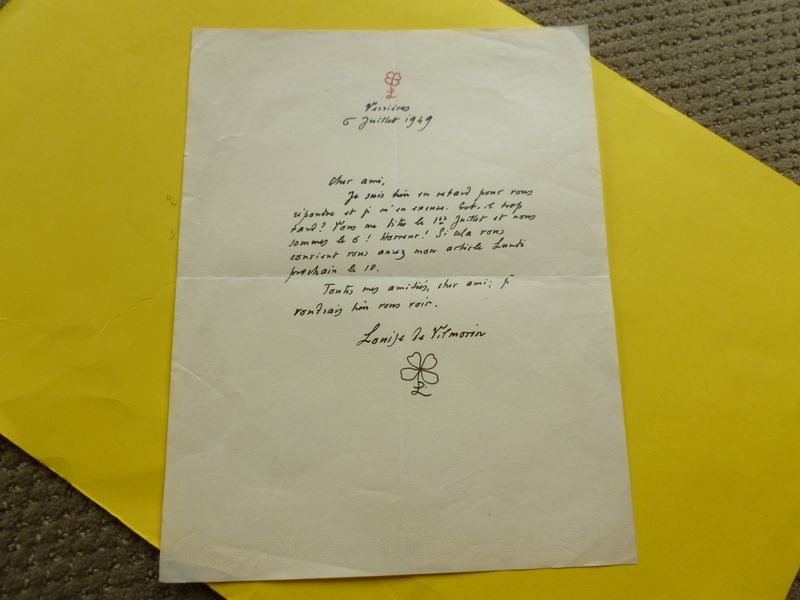 L
Verrières
6 Juillet 1949
Cher ami,
Je suis bien en retard pour vous
répondre et je m'en excuse. Est-il trop
tard? Vous me dites le 1er Juillet et nous
sommes le 6! Horreur! Si cela vous
convient vous aurez mon article Lundi
prochain le 10.
Toutes mes amitiés, cher ami; je
voudrais bien vous voir.
Louise de Vilmorin
L